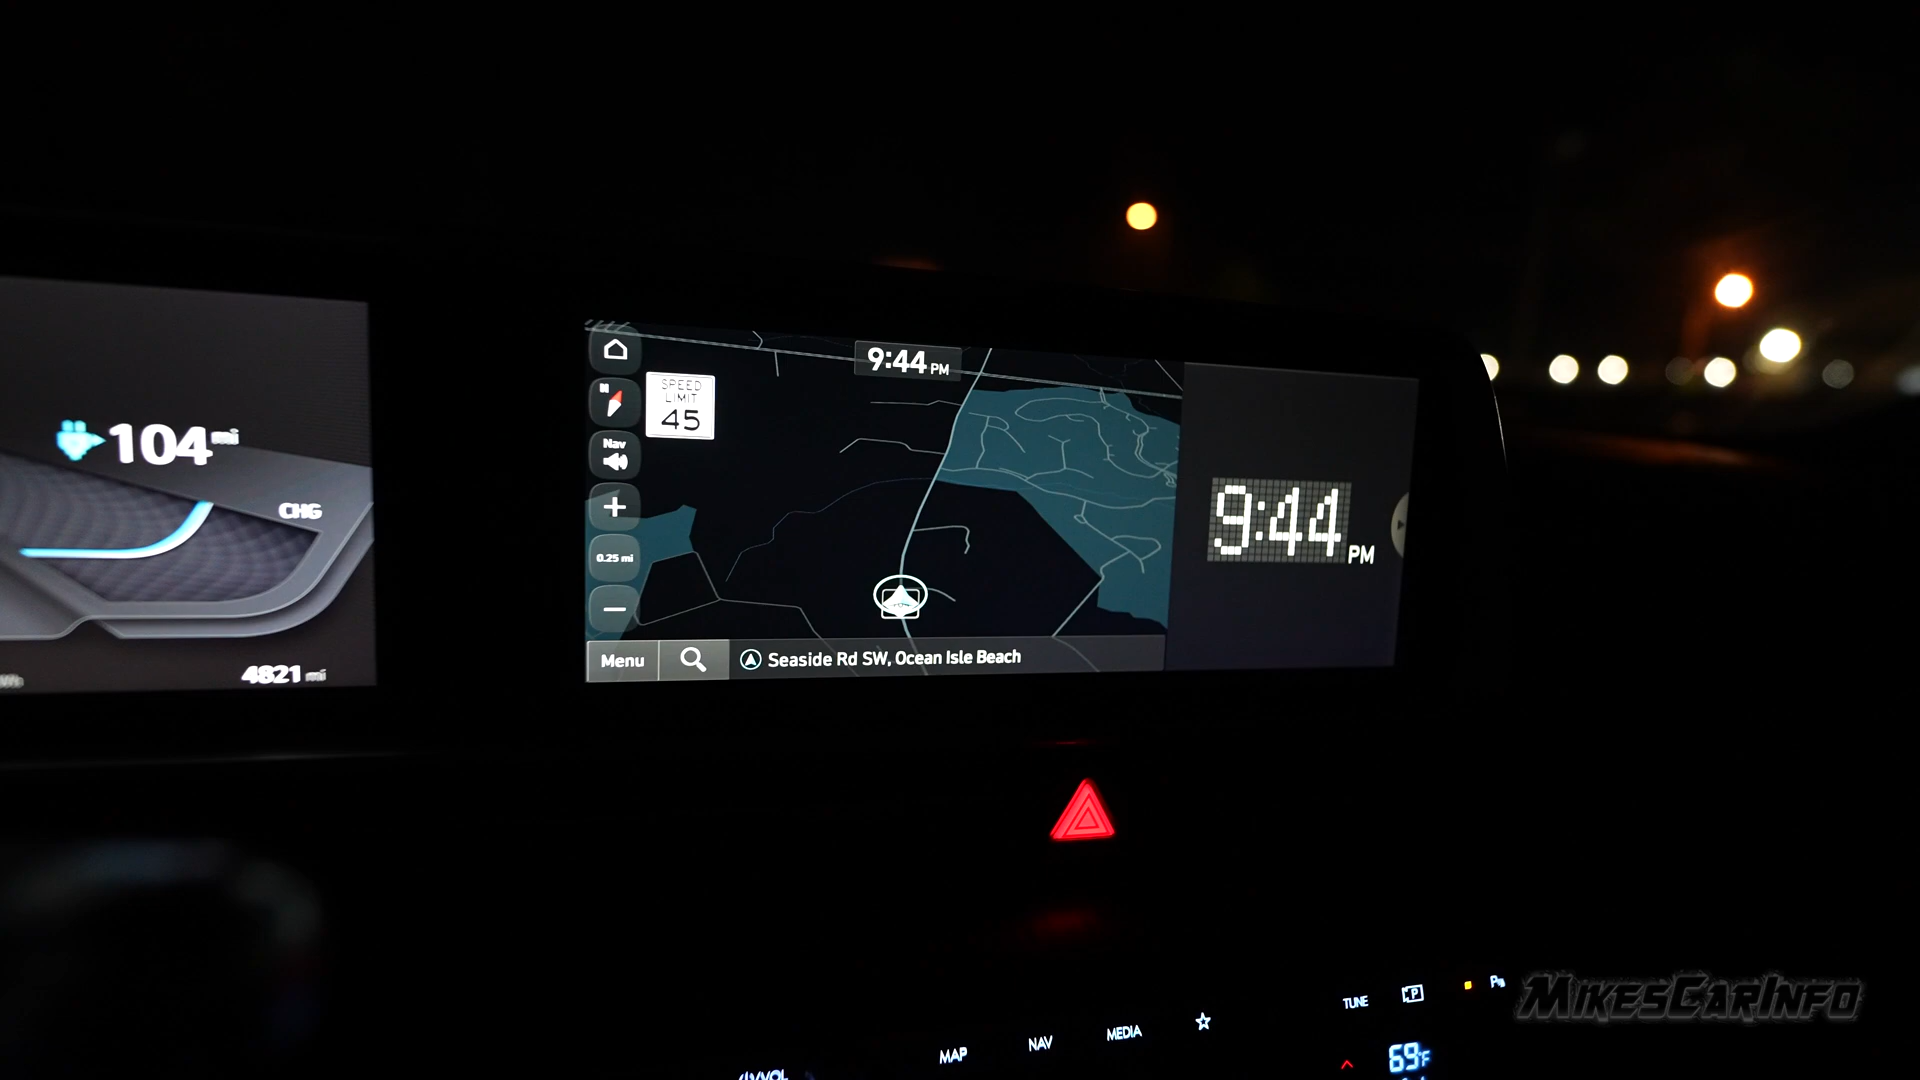 104 mi
CHG
4821 mi
9:44 PM
N
SPEED
LIMIT
45
Nav
0.25 mi
Menu
Seaside Rd SW, Ocean Isle Beach
9:44 PM
TUNE
P
MEDIA
NAV
MAP
VOL
69°F
MIKESCARINFO